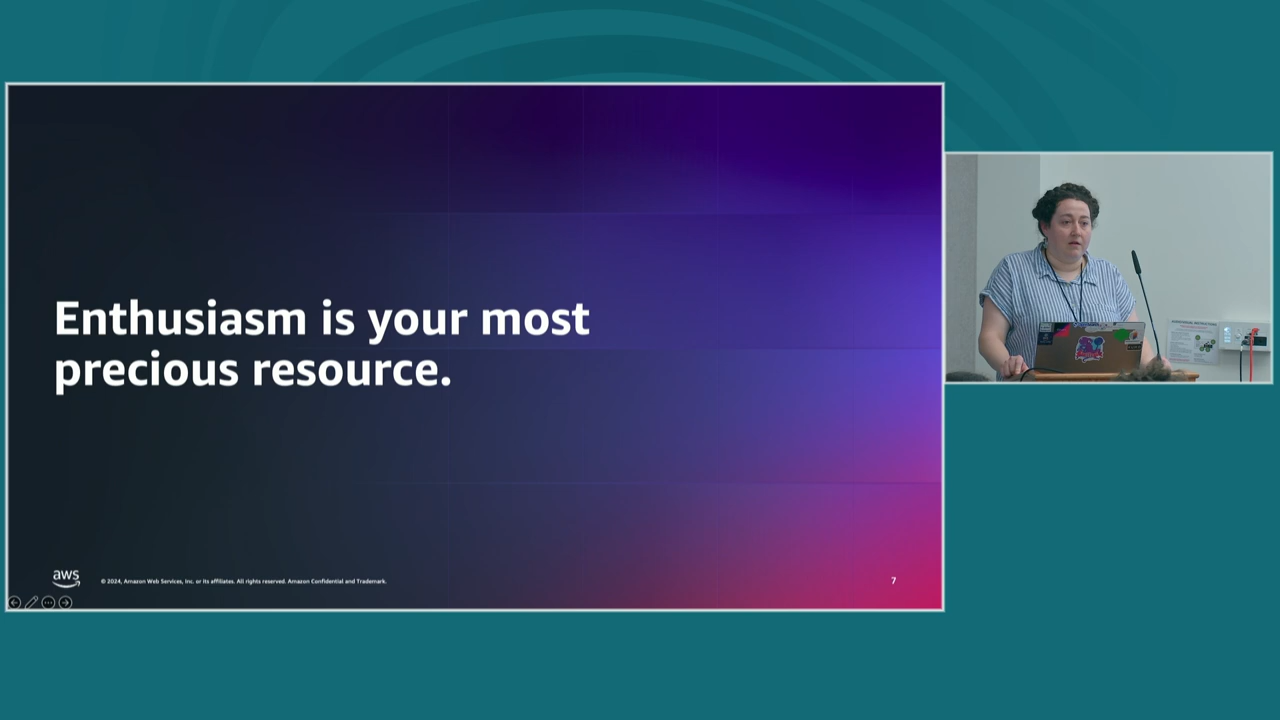 Enthusiasm is your most
precious resource.
aws
© 2024, Amazon Web Services, Inc. or its affiliates. All rights reserved. Amazon Confidential and Trademark.
7